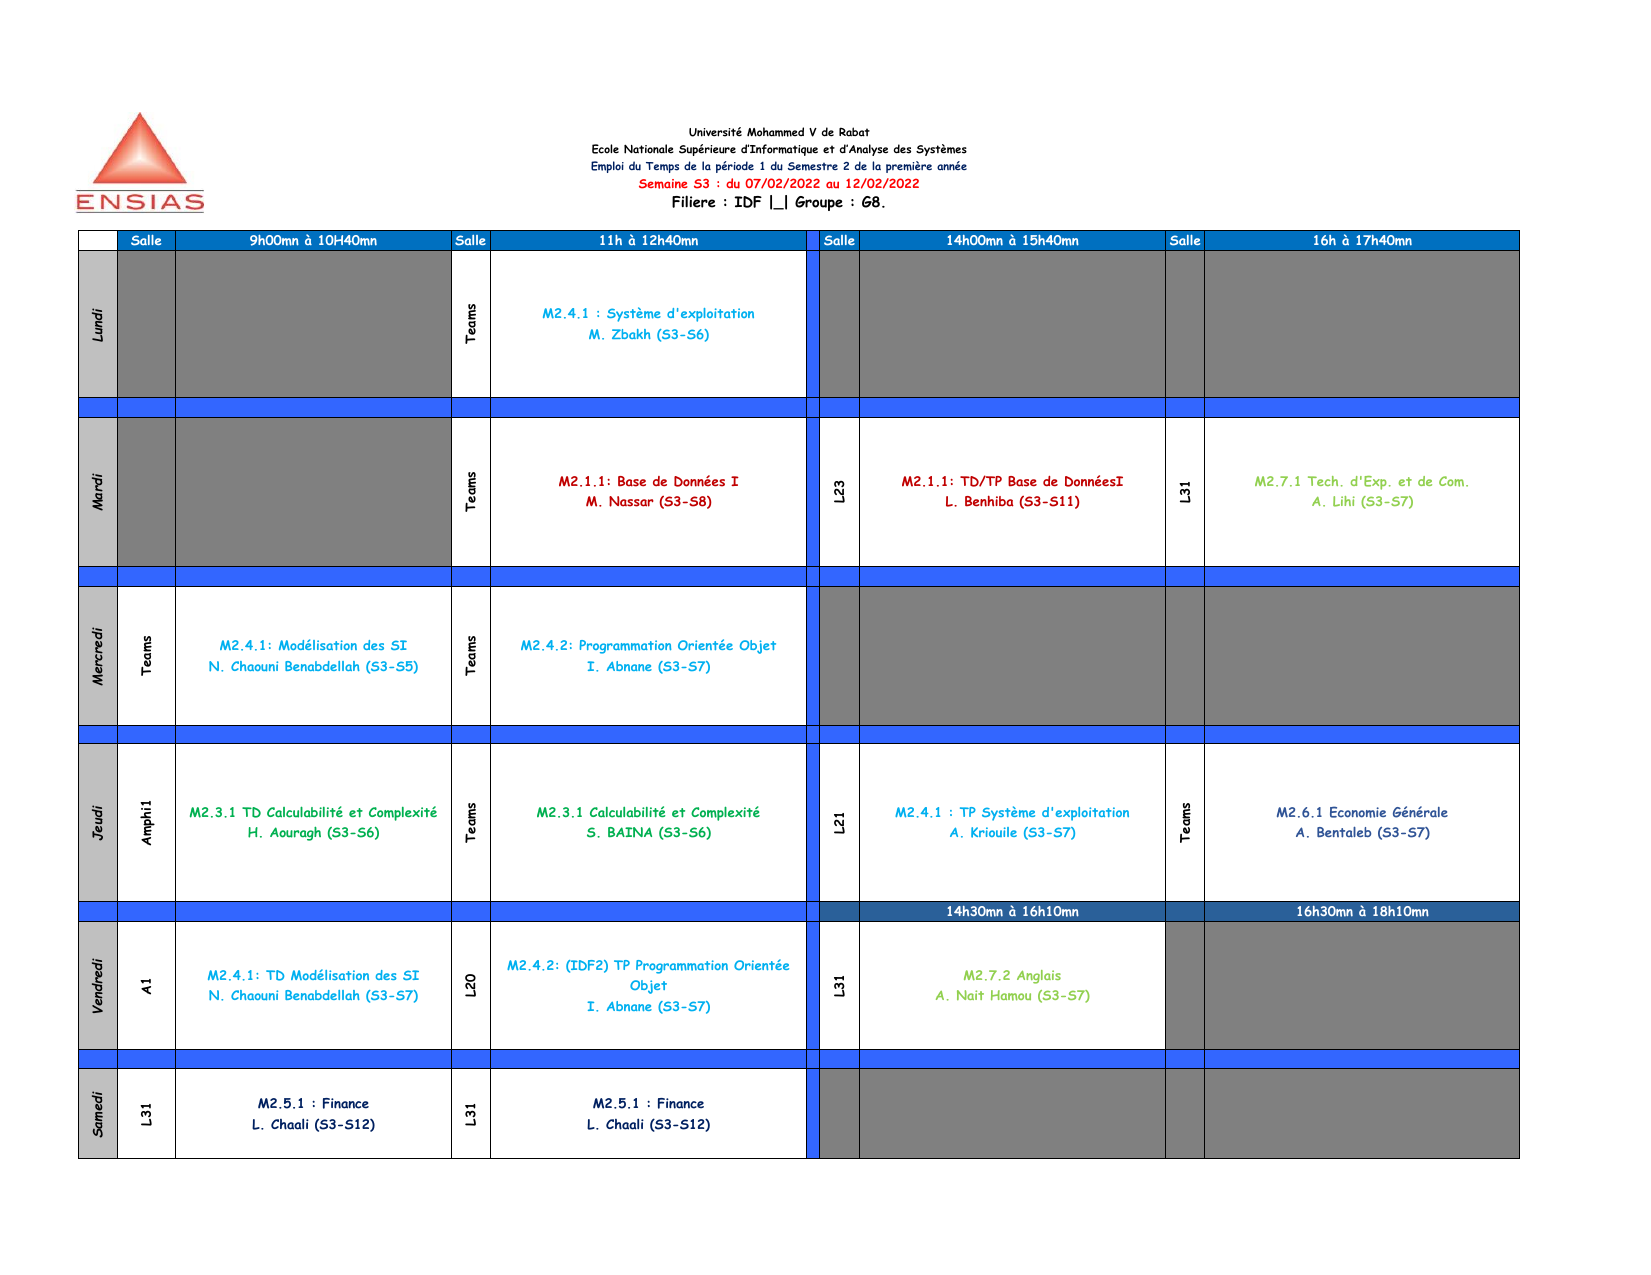 ENSIAS
Université Mohammed V de Rabat
Ecole Nationale Supérieure d’Informatique et d’Analyse des Systèmes
Emploi du Temps de la période 1 du Semestre 2 de la première année
Semaine S3 : du 07/02/2022 au 12/02/2022
Filiere : IDF |_| Groupe : G8.
Salle 9h00mn à 10H40mn Salle 11h à 12h40mn Salle 14h00mn à 15h40mn Salle 16h à 17h40mn
Lundi
Teams
M2.4.1 : Système d'exploitation
M. Zbakh (S3-S6)
Mardi
Teams
M2.1.1: Base de Données I
M. Nassar (S3-S8)
L23
M2.1.1: TD/TP Base de DonnéesI
L. Benhiba (S3-S11)
L31
M2.7.1 Tech. d'Exp. et de Com.
A. Lihi (S3-S7)
Mercredi
Teams
M2.4.1: Modélisation des SI
N. Chaouni Benabdellah (S3-S5)
Teams
M2.4.2: Programmation Orientée Objet
I. Abnane (S3-S7)
Jeudi
Amphi1
M2.3.1 TD Calculabilité et Complexité
H. Aouragh (S3-S6)
Teams
M2.3.1 Calculabilité et Complexité
S. BAINA (S3-S6)
L21
M2.4.1 : TP Système d'exploitation
A. Kriouile (S3-S7)
Teams
M2.6.1 Economie Générale
A. Bentaleb (S3-S7)
14h30mn à 16h10mn 16h30mn à 18h10mn
Vendredi
A1
M2.4.1: TD Modélisation des SI
N. Chaouni Benabdellah (S3-S7)
L20
M2.4.2: (IDF2) TP Programmation Orientée
Objet
I. Abnane (S3-S7)
L31
M2.7.2 Anglais
A. Nait Hamou (S3-S7)
Samedi
L31
M2.5.1 : Finance
L. Chaali (S3-S12)
L31
M2.5.1 : Finance
L. Chaali (S3-S12)